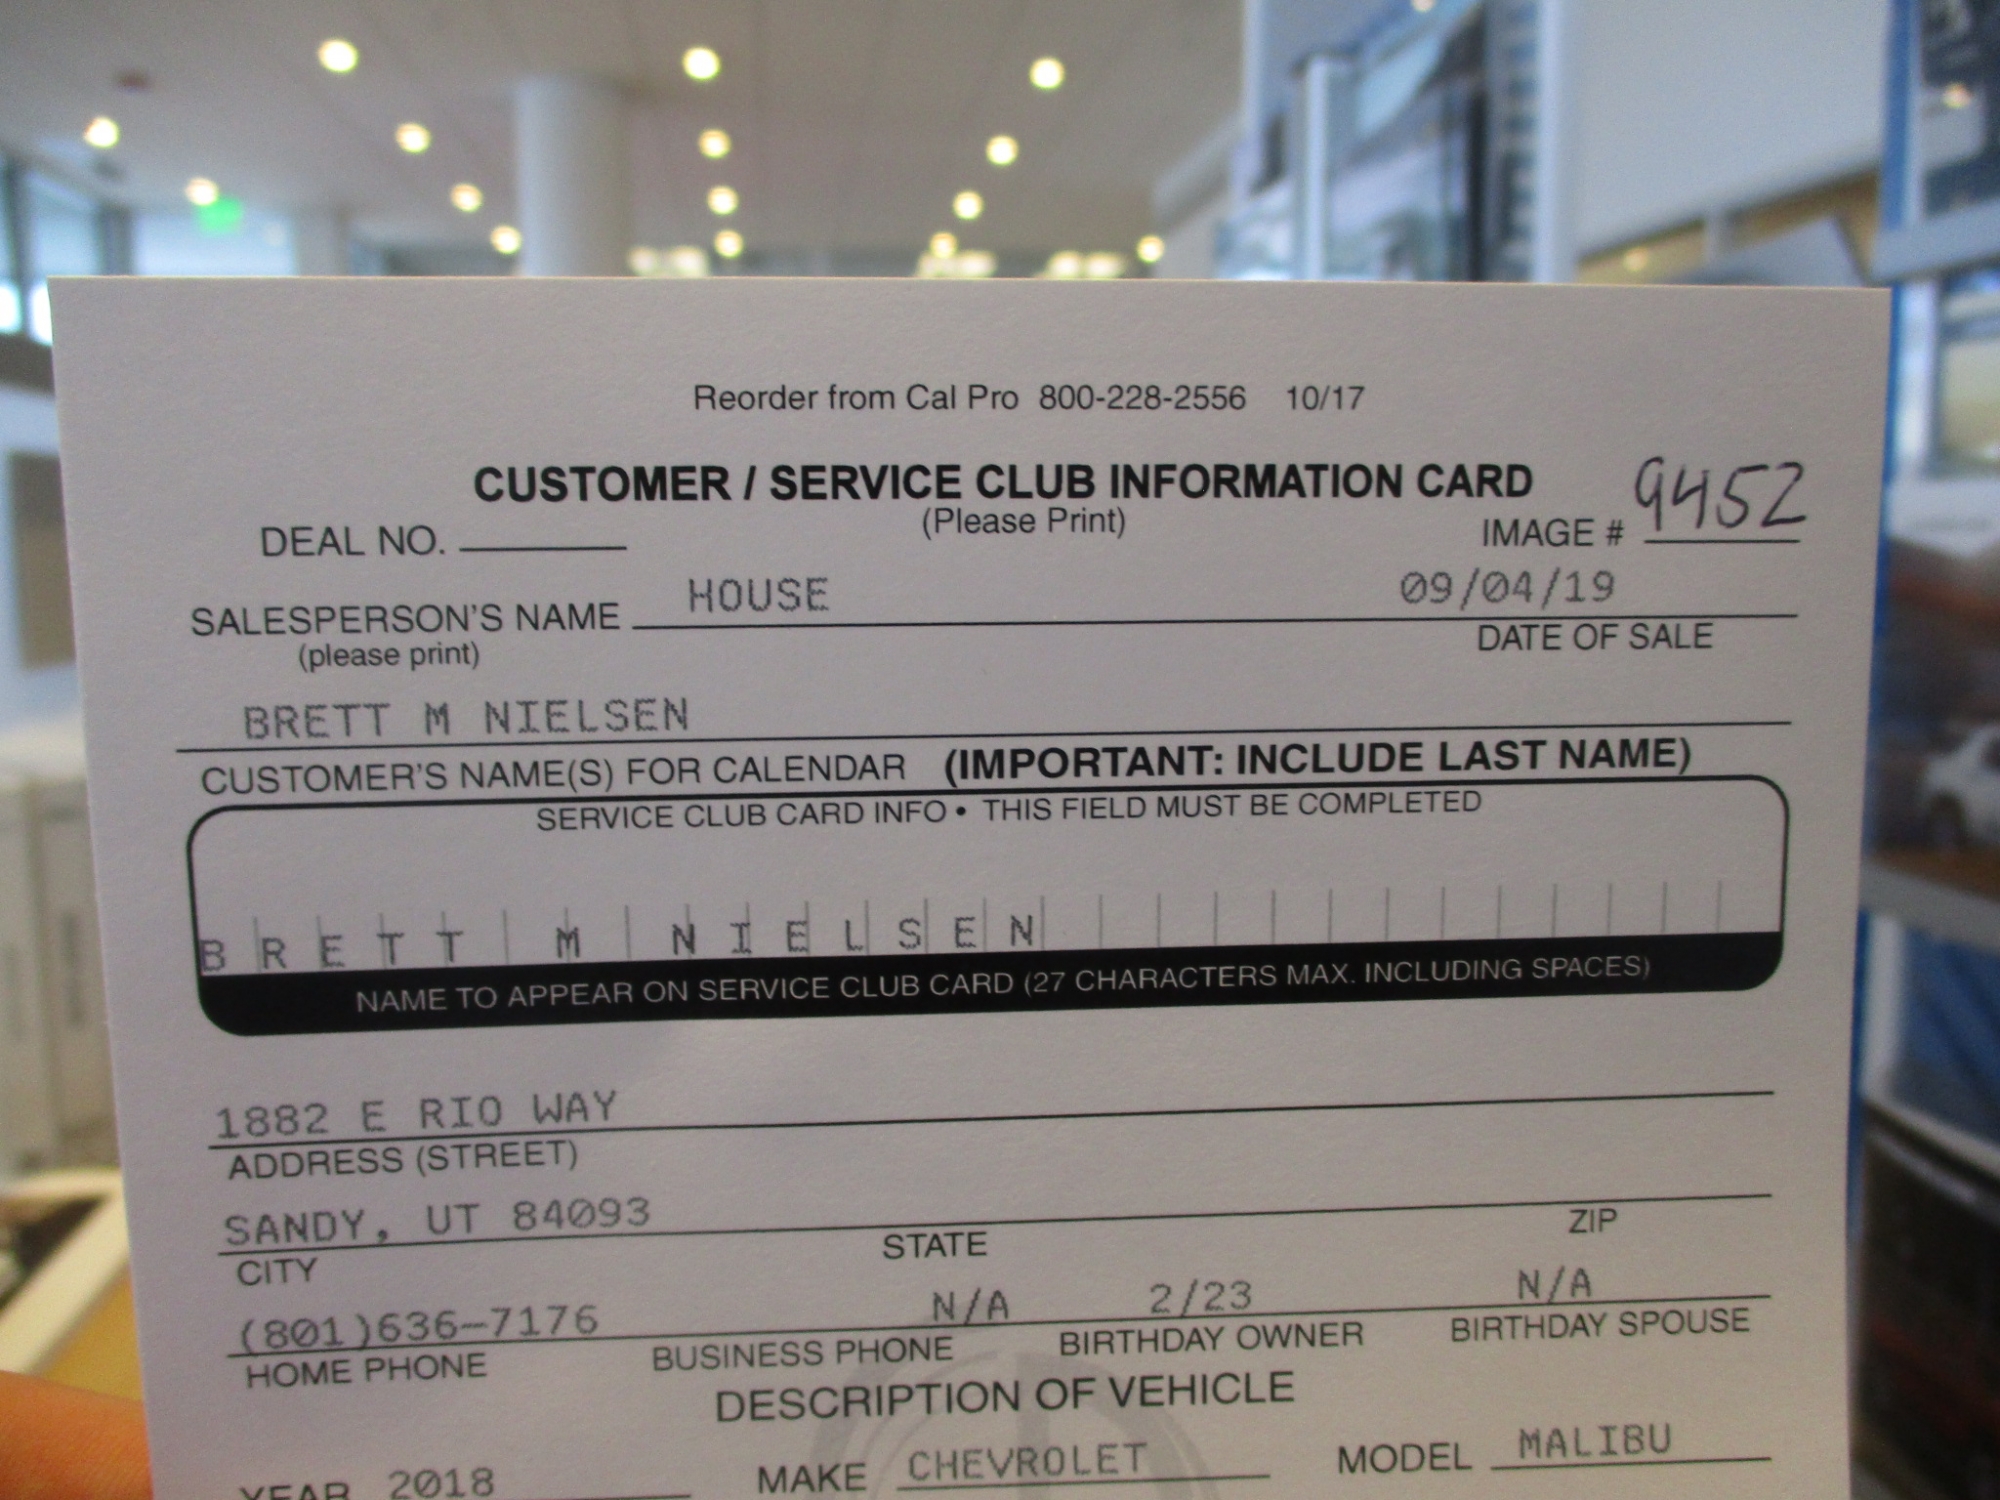 Reorder from Cal Pro 800-228-2556 10/17
CUSTOMER / SERVICE CLUB INFORMATION CARD
(Please Print)
DEAL NO.
IMAGE # 9452
SALESPERSON'S NAME HOUSE 09/04/19
(please print)
DATE OF SALE
BRETT M NIELSEN
CUSTOMER'S NAME(S) FOR CALENDAR (IMPORTANT: INCLUDE LAST NAME)
SERVICE CLUB CARD INFO • THIS FIELD MUST BE COMPLETED
BRETT M NIELSEN
NAME TO APPEAR ON SERVICE CLUB CARD (27 CHARACTERS MAX. INCLUDING SPACES)
1882 E RIO WAY
ADDRESS (STREET)
SANDY, UT 84093
CITY STATE ZIP
(801)636-7176 N/A 2/23 N/A
HOME PHONE BUSINESS PHONE BIRTHDAY OWNER BIRTHDAY SPOUSE
DESCRIPTION OF VEHICLE
YEAR 2018 MAKE CHEVROLET MODEL MALIBU